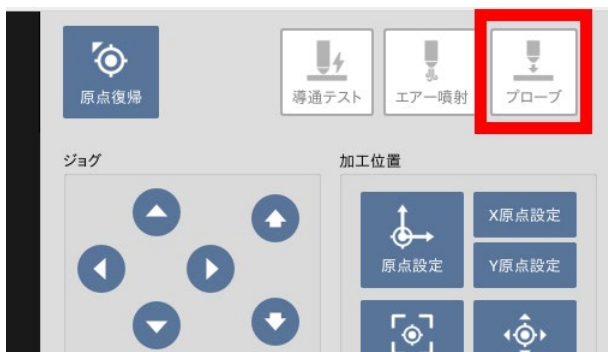 原点復帰
導通テスト
エアー噴射
プローブ
ジョグ
加工位置
原点設定
X原点設定
Y原点設定